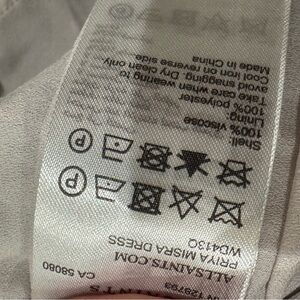 Shell:
100% viscose
Lining:
100% polyester
Take care when wearing to
avoid snagging. Dry clean only
Cool iron on reverse side
Made in China
P
P
ALLSAINTS.COM
PRIYA MISRA DRESS
WD413Q
CA 58080